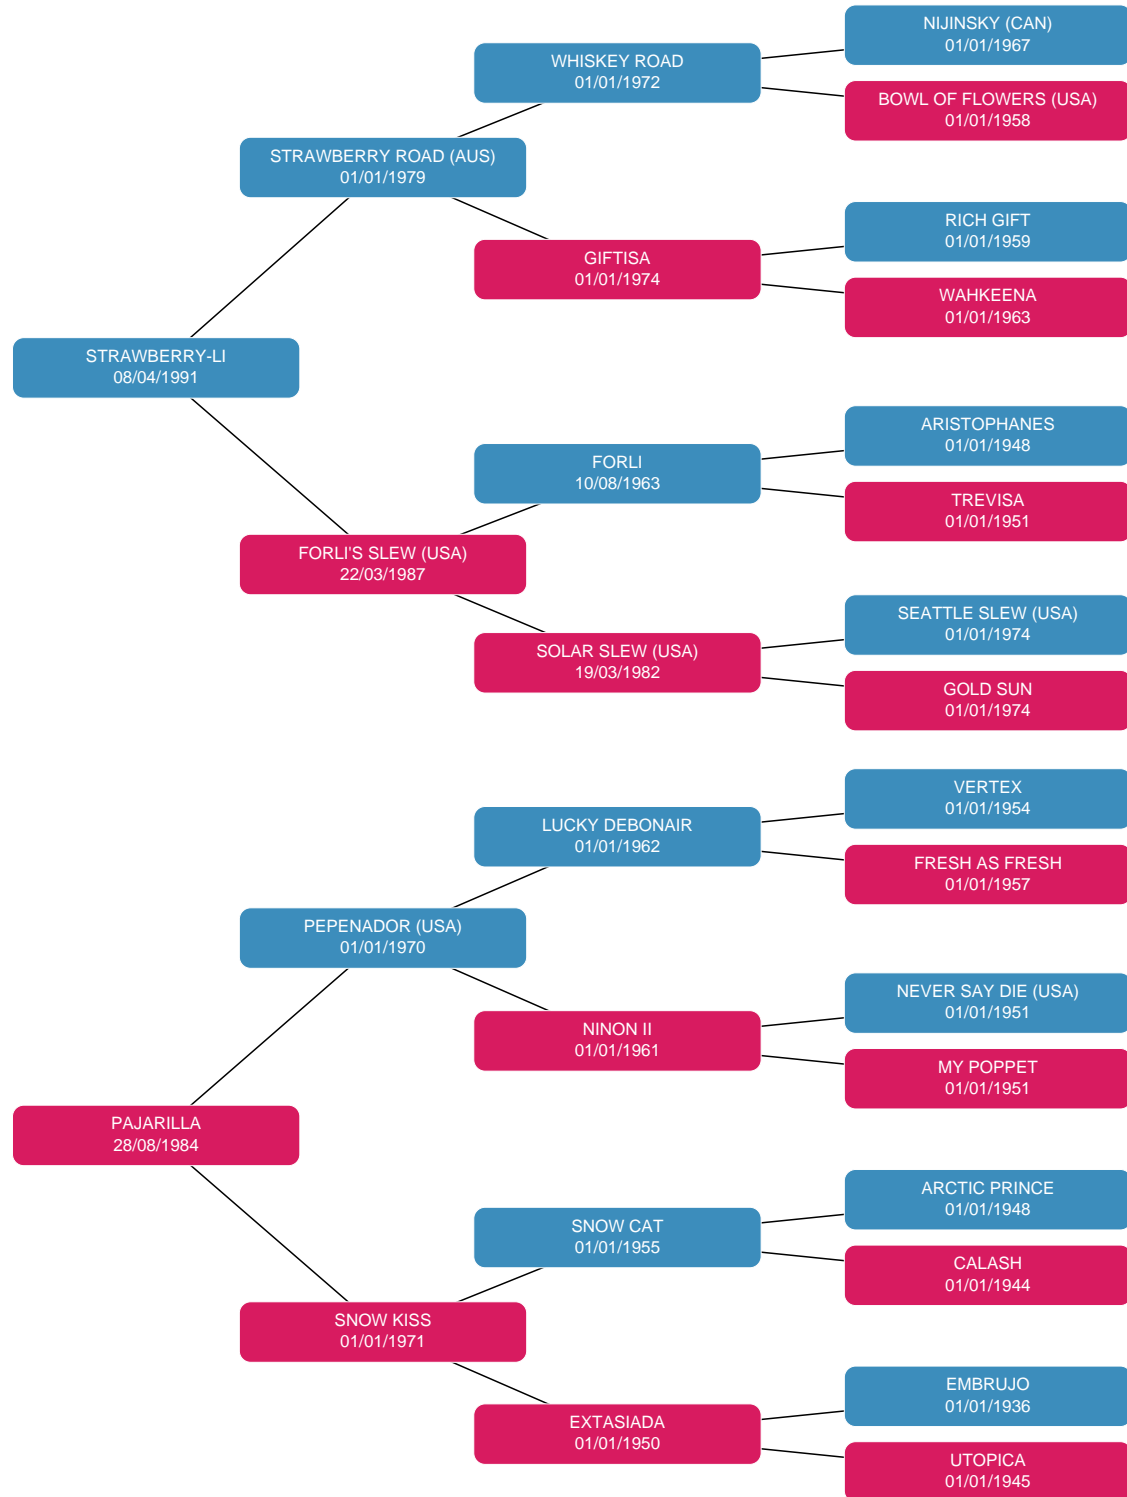 NIJINSKY (CAN)
01/01/1967
WHISKEY ROAD
01/01/1972
BOWL OF FLOWERS (USA)
01/01/1958
STRAWBERRY ROAD (AUS)
01/01/1979
RICH GIFT
01/01/1959
GIFTISA
01/01/1974
WAHKEENA
01/01/1963
STRAWBERRY-LI
08/04/1991
ARISTOPHANES
01/01/1948
FORLI
10/08/1963
TREVISA
01/01/1951
FORLI'S SLEW (USA)
22/03/1987
SEATTLE SLEW (USA)
01/01/1974
SOLAR SLEW (USA)
19/03/1982
GOLD SUN
01/01/1974
VERTEX
01/01/1954
LUCKY DEBONAIR
01/01/1962
FRESH AS FRESH
01/01/1957
PEPENADOR (USA)
01/01/1970
NEVER SAY DIE (USA)
01/01/1951
NINON II
01/01/1961
MY POPPET
01/01/1951
PAJARILLA
28/08/1984
ARCTIC PRINCE
01/01/1948
SNOW CAT
01/01/1955
CALASH
01/01/1944
SNOW KISS
01/01/1971
EMBRUJO
01/01/1936
EXTASIADA
01/01/1950
UTOPICA
01/01/1945